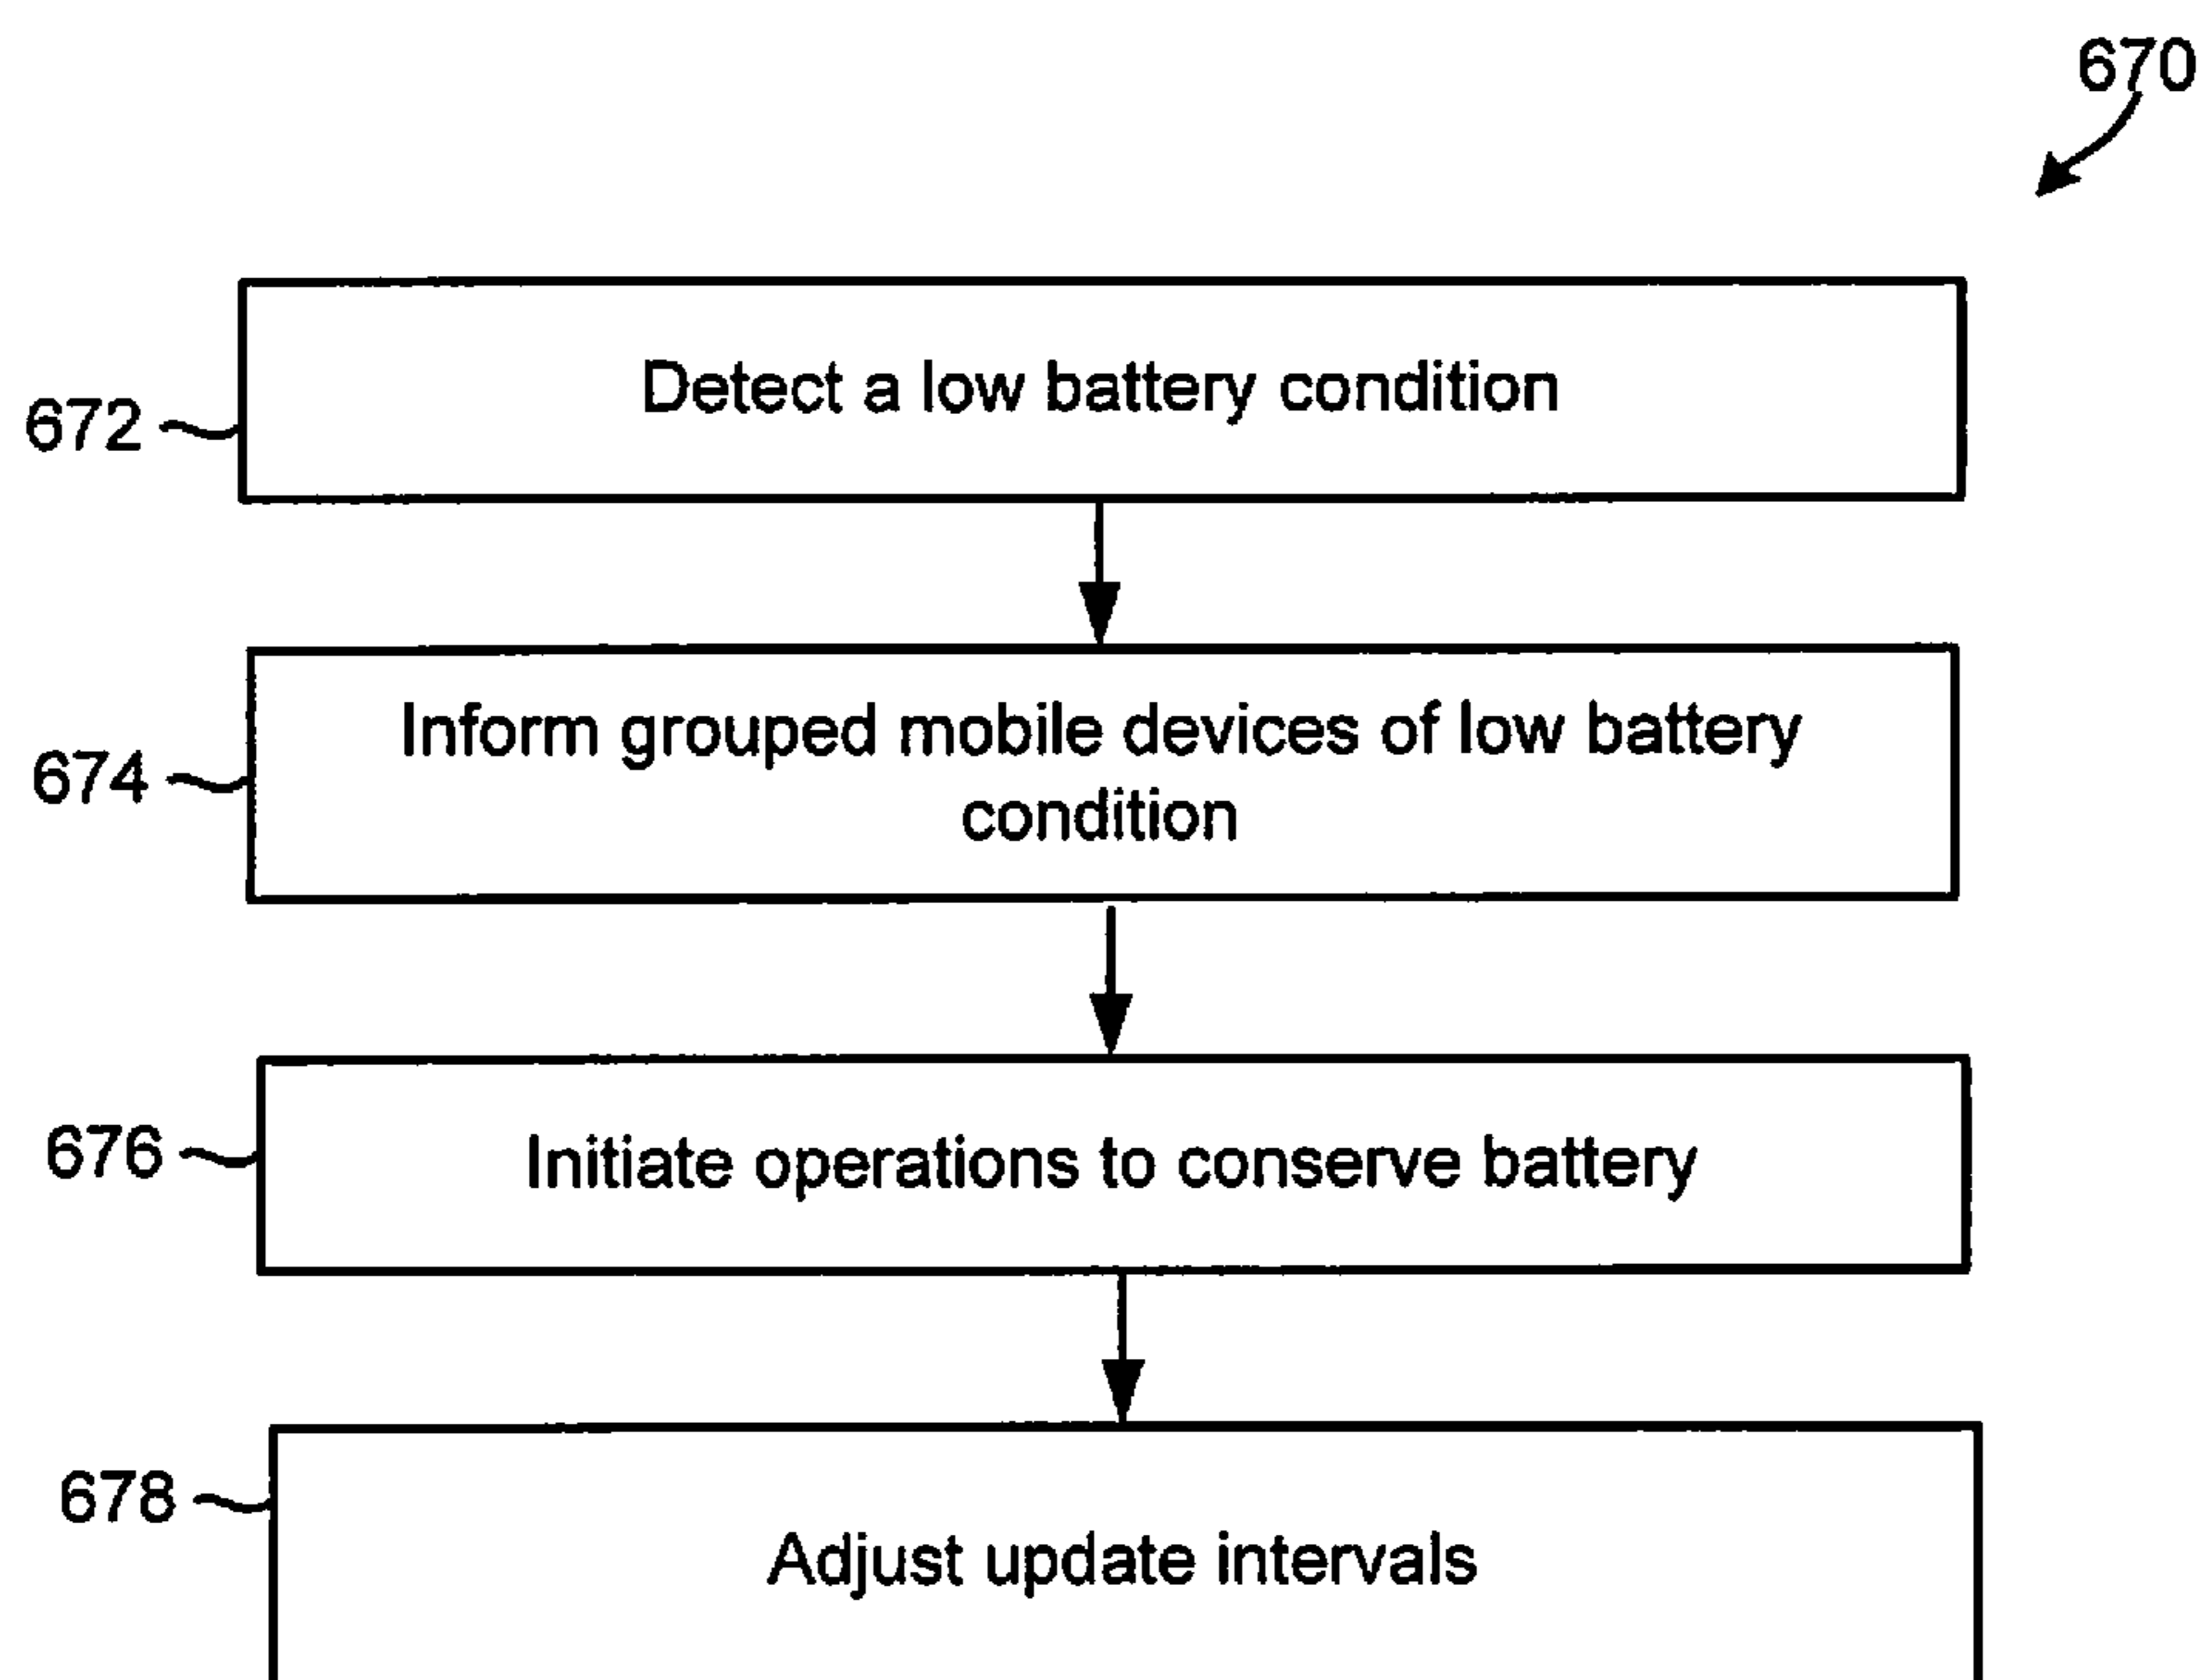 670
Detect a low battery condition
672
Inform grouped mobile devices of low battery
condition
674
Initiate operations to conserve battery
676
678
Adjust update intervals